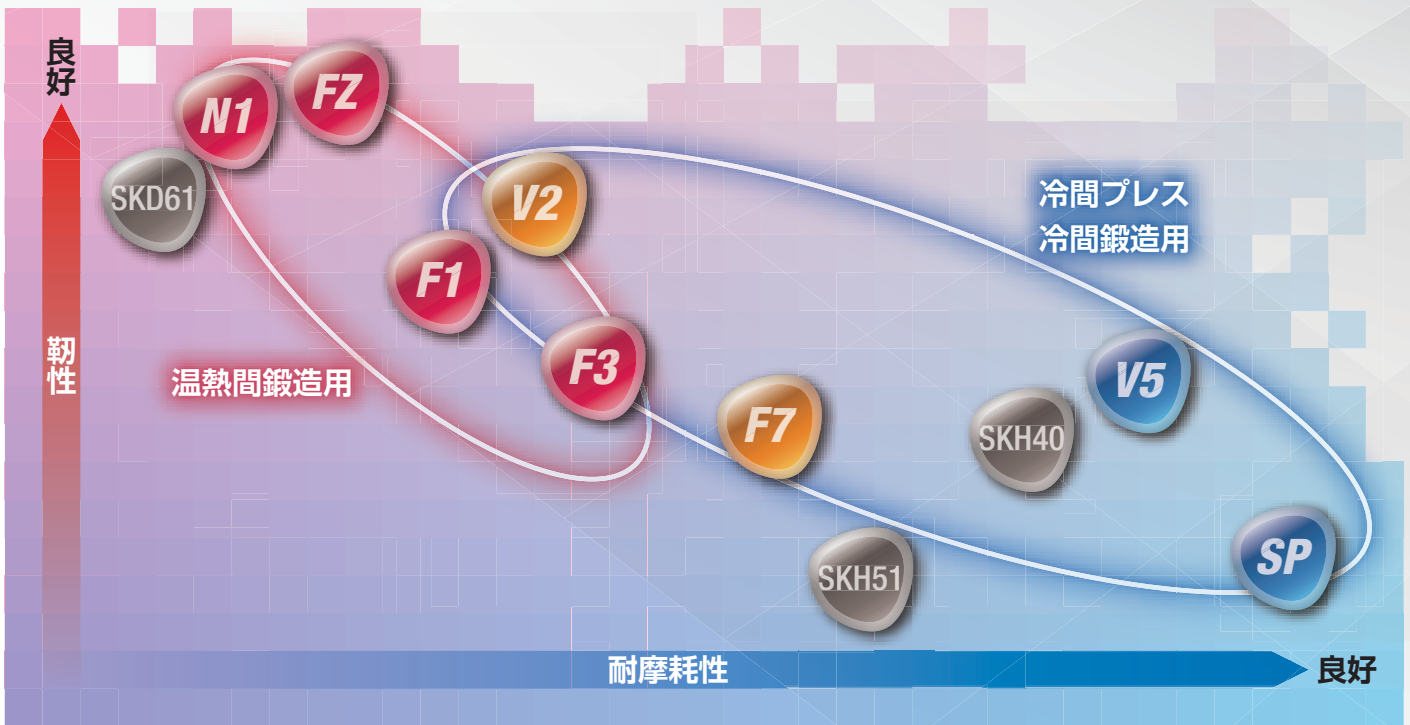 良好
靭性
N1
FZ
SKD61
V2
F1
F3
F7
V5
SKH40
SKH51
SP
冷間プレス
冷間鍛造用
温熱間鍛造用
耐摩耗性
良好